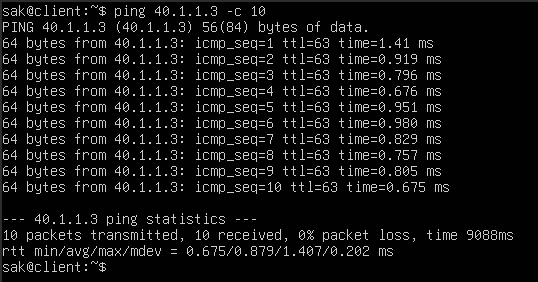 sak@client:~$ ping 40.1.1.3 -c 10
PING 40.1.1.3 (40.1.1.3) 56(84) bytes of data.
64 bytes from 40.1.1.3: icmp_seq=1 ttl=63 time=1.41 ms
64 bytes from 40.1.1.3: icmp_seq=2 ttl=63 time=0.919 ms
64 bytes from 40.1.1.3: icmp_seq=3 ttl=63 time=0.796 ms
64 bytes from 40.1.1.3: icmp_seq=4 ttl=63 time=0.676 ms
64 bytes from 40.1.1.3: icmp_seq=5 ttl=63 time=0.951 ms
64 bytes from 40.1.1.3: icmp_seq=6 ttl=63 time=0.980 ms
64 bytes from 40.1.1.3: icmp_seq=7 ttl=63 time=0.829 ms
64 bytes from 40.1.1.3: icmp_seq=8 ttl=63 time=0.757 ms
64 bytes from 40.1.1.3: icmp_seq=9 ttl=63 time=0.805 ms
64 bytes from 40.1.1.3: icmp_seq=10 ttl=63 time=0.675 ms
--- 40.1.1.3 ping statistics ---
10 packets transmitted, 10 received, 0% packet loss, time 9088ms
rtt min/avg/max/mdev = 0.675/0.879/1.407/0.202 ms
sak@client:~$